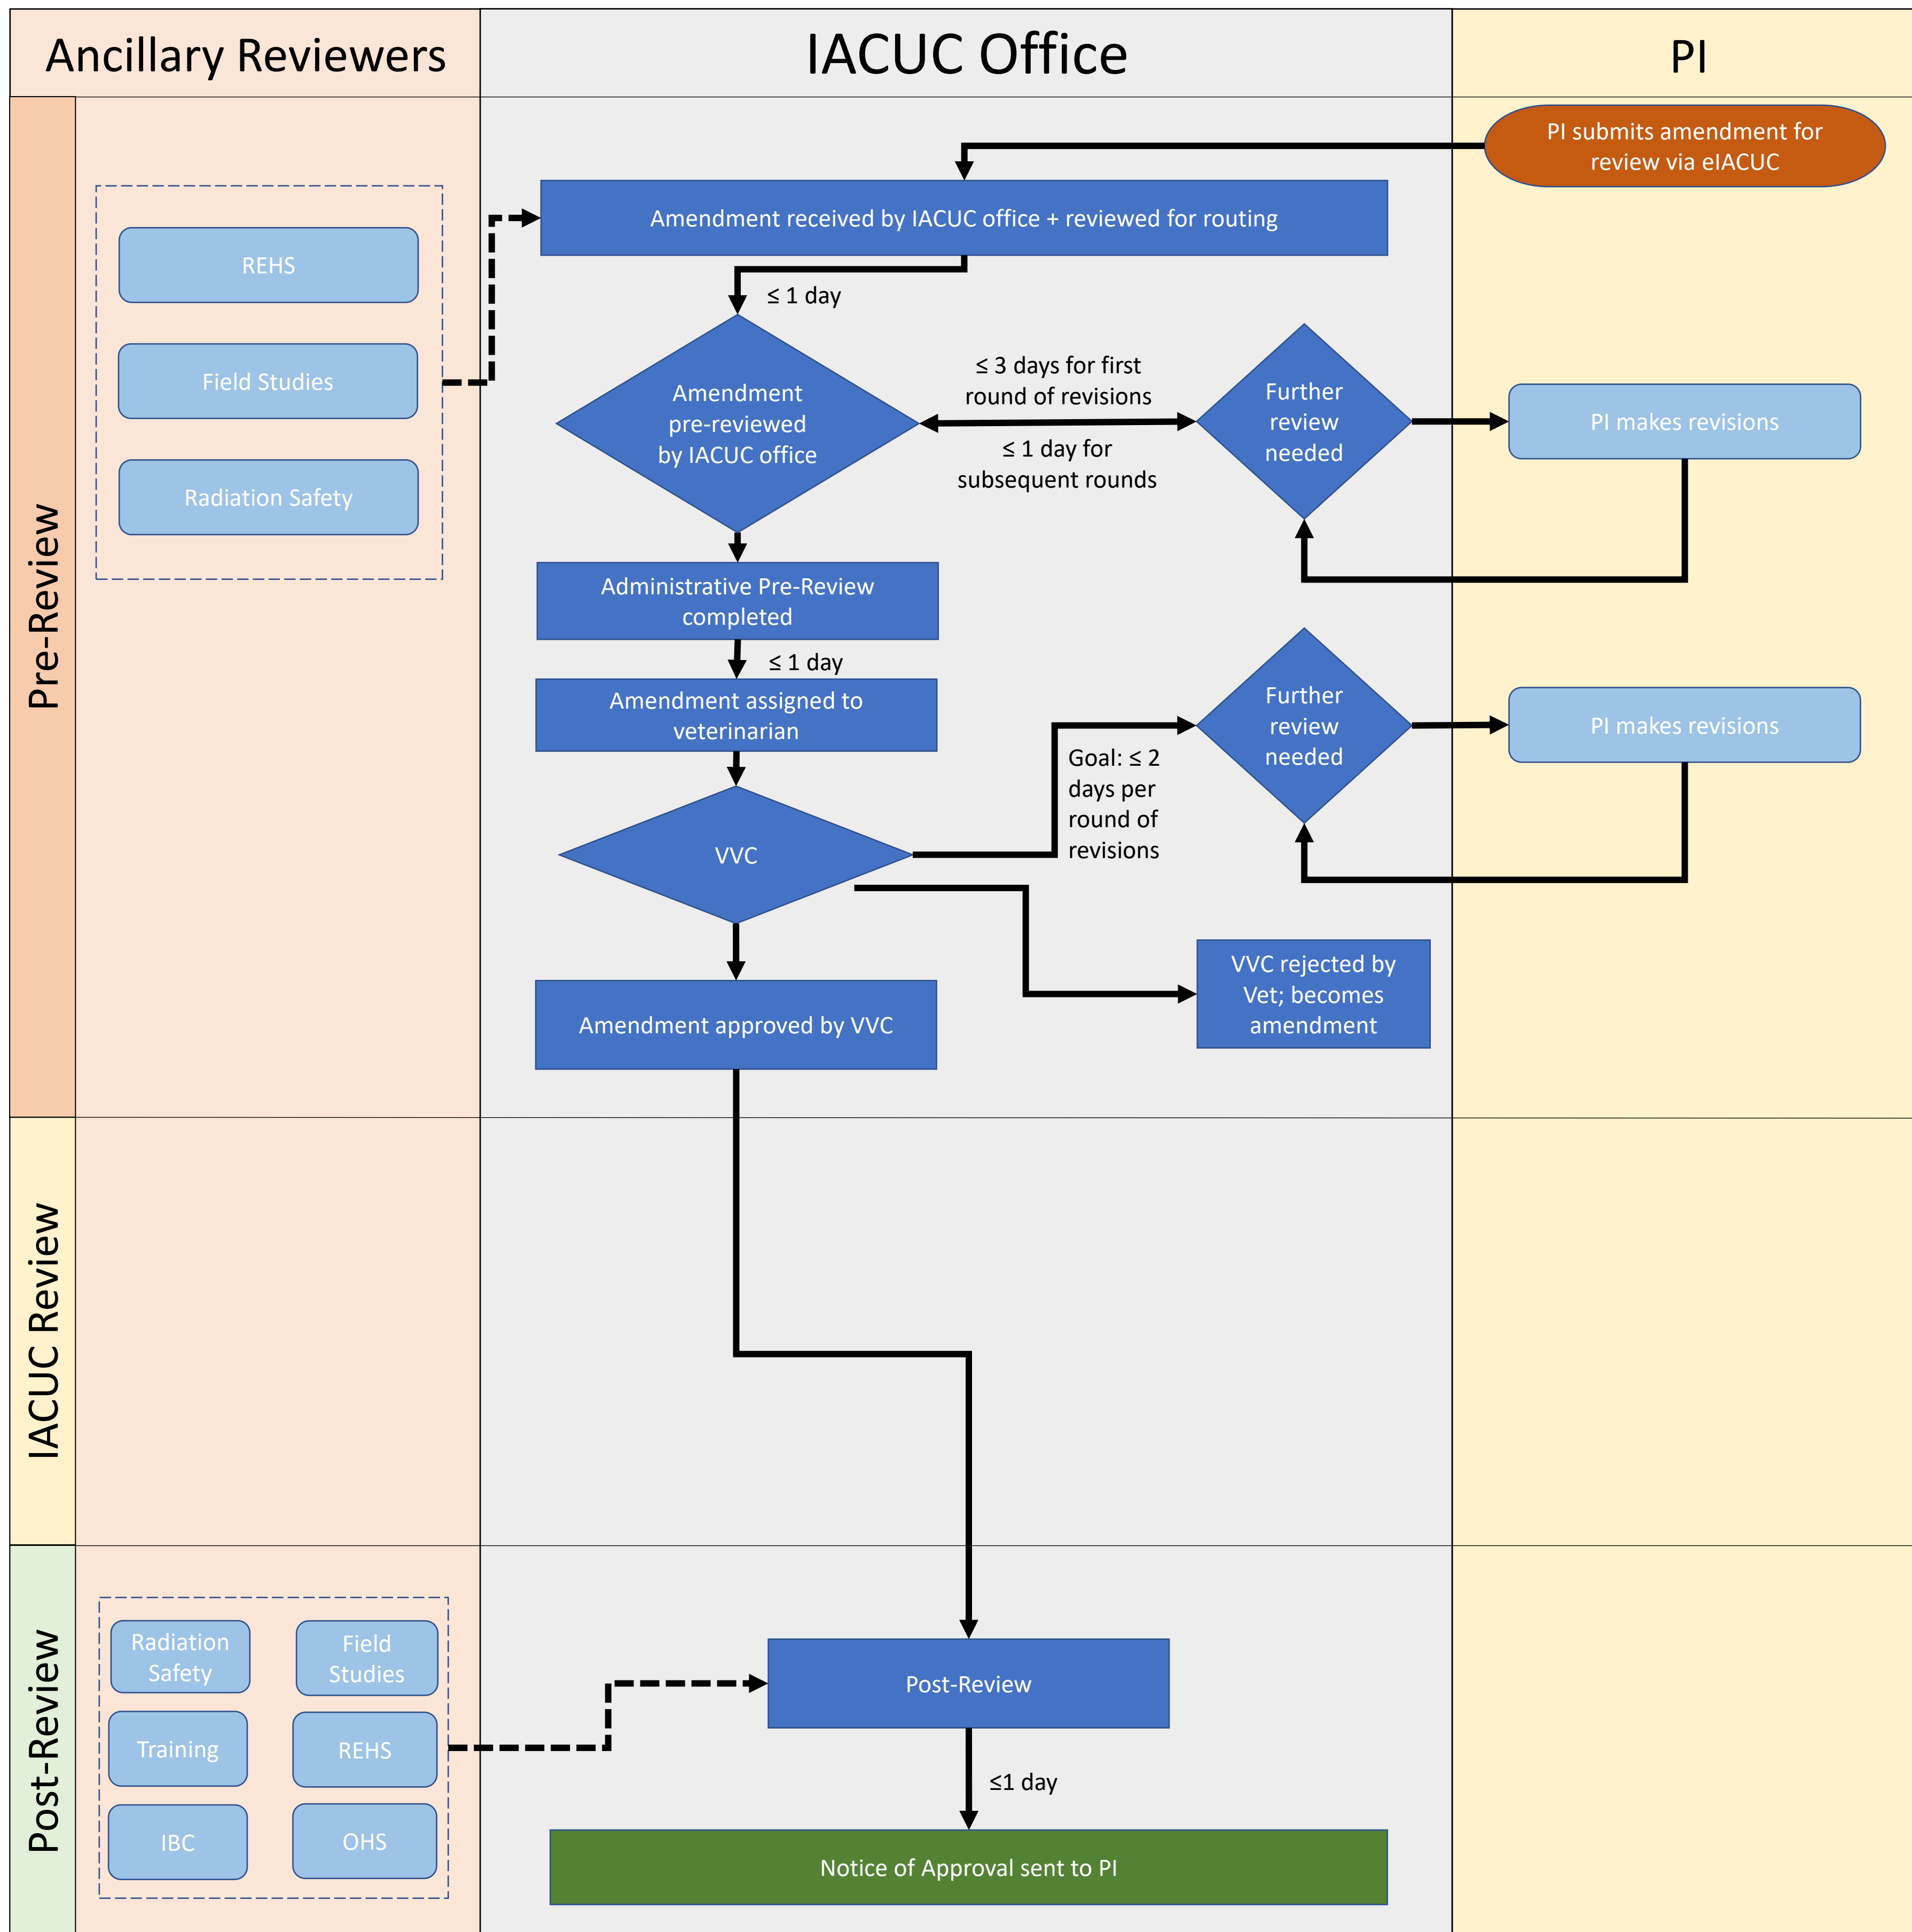 Ancillary Reviewers
IACUC Office
PI
Pre-Review
PI submits amendment for
review via eIACUC
Amendment received by IACUC office + reviewed for routing
REHS
Field Studies
Radiation Safety
≤ 1 day
Amendment
pre-reviewed
by IACUC office
≤ 3 days for first
round of revisions
≤ 1 day for
subsequent rounds
Further
review
needed
PI makes revisions
Administrative Pre-Review
completed
≤ 1 day
Amendment assigned to
veterinarian
VVC
Goal: ≤ 2
days per
round of
revisions
Further
review
needed
PI makes revisions
VVC rejected by
Vet; becomes
amendment
Amendment approved by VVC
IACUC Review
Post-Review
Radiation
Safety
Field
Studies
Training
REHS
IBC
OHS
Post-Review
≤1 day
Notice of Approval sent to PI